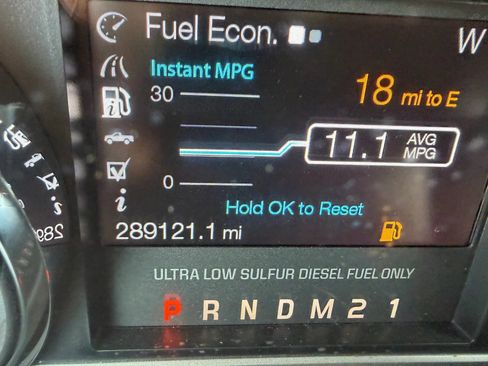 Fuel Econ. W
Instant MPG
30
18 mi to E
11.1 AVG MPG
0
Hold OK to Reset
289121.1 mi
ULTRA LOW SULFUR DIESEL FUEL ONLY
P R N D M 2 1